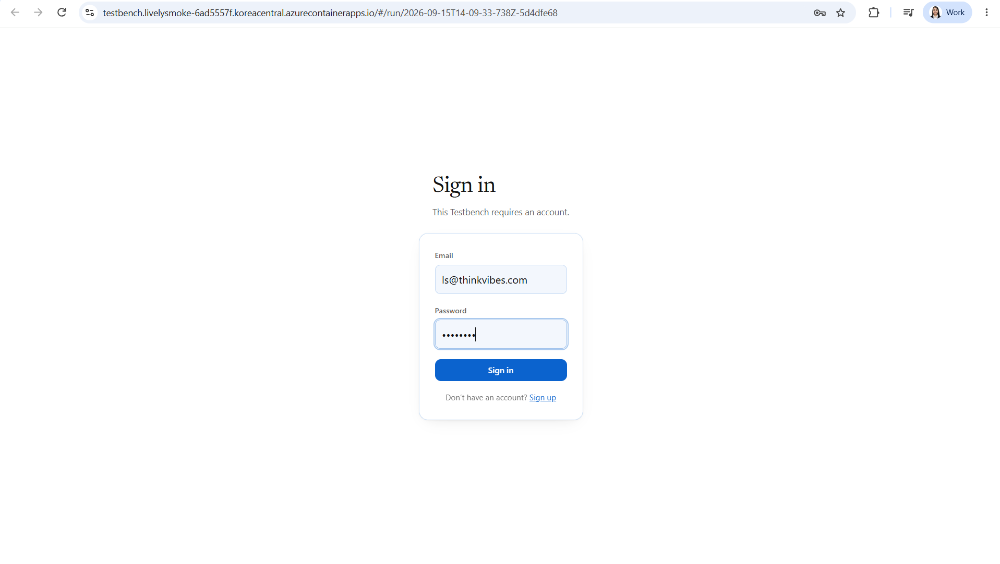 testbench.livelysmoke-6ad5557f.koreacentral.azurecontainerapps.io/#/run/2026-09-15T14-09-33-738Z-5d4dfe68
Work
Sign in
This Testbench requires an account.
Email
ls@thinkvibes.com
Password
••••••••
Sign in
Don't have an account? Sign up